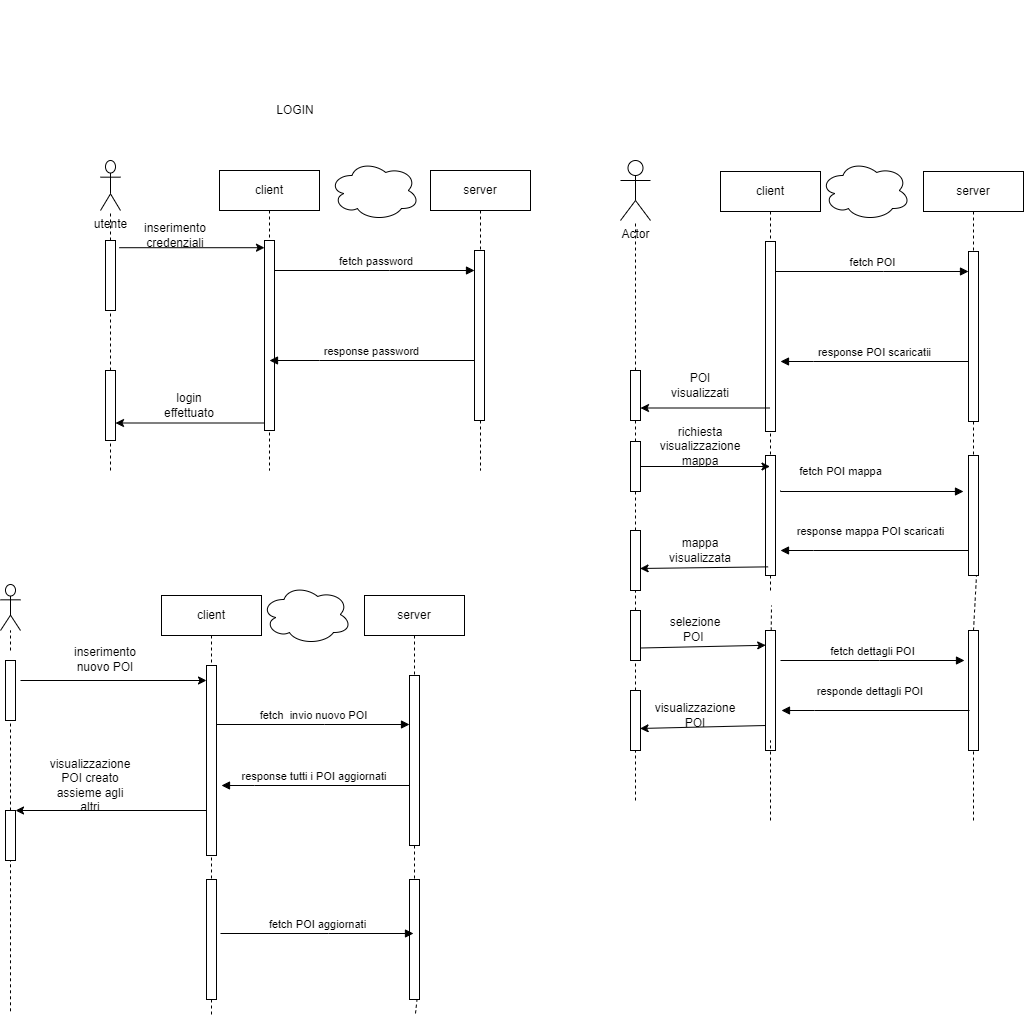 LOGIN
utente
client
server
inserimento
credenziali
fetch password
response password
login
effettuato
Actor
client
server
fetch POI
response POI scaricatii
POI
visualizzati
richiesta
visualizzazione
mappa
fetch POI mappa
response mappa POI scaricati
mappa
visualizzata
selezione
POI
fetch dettagli POI
responde dettagli POI
visualizzazione
POI
client
server
inserimento
nuovo POI
fetch  invio nuovo POI
response tutti i POI aggiornati
visualizzazione
POI creato
assieme agli
altri
fetch POI aggiornati